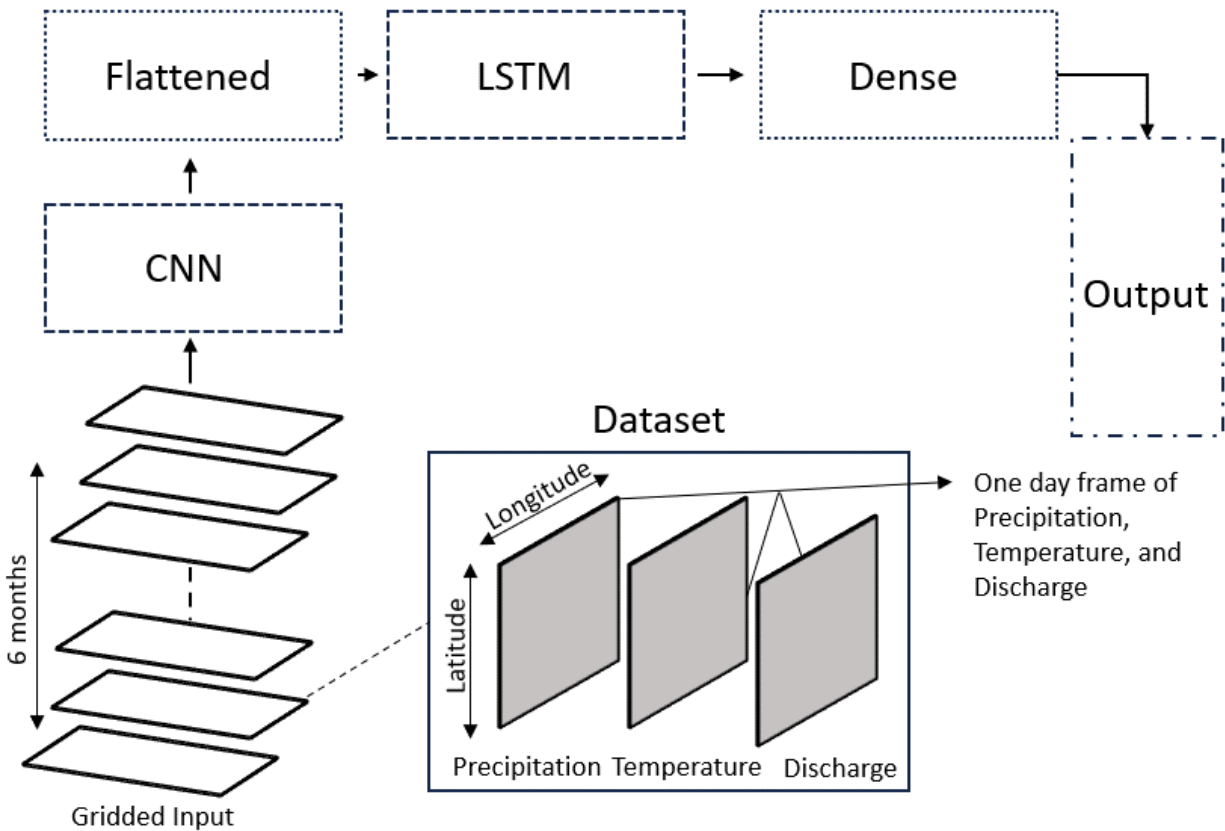 Flattened
LSTM
Dense
CNN
Output
Dataset
Longitude
Latitude
Precipitation
Temperature
Discharge
One day frame of
Precipitation,
Temperature, and
Discharge
6 months
Gridded Input